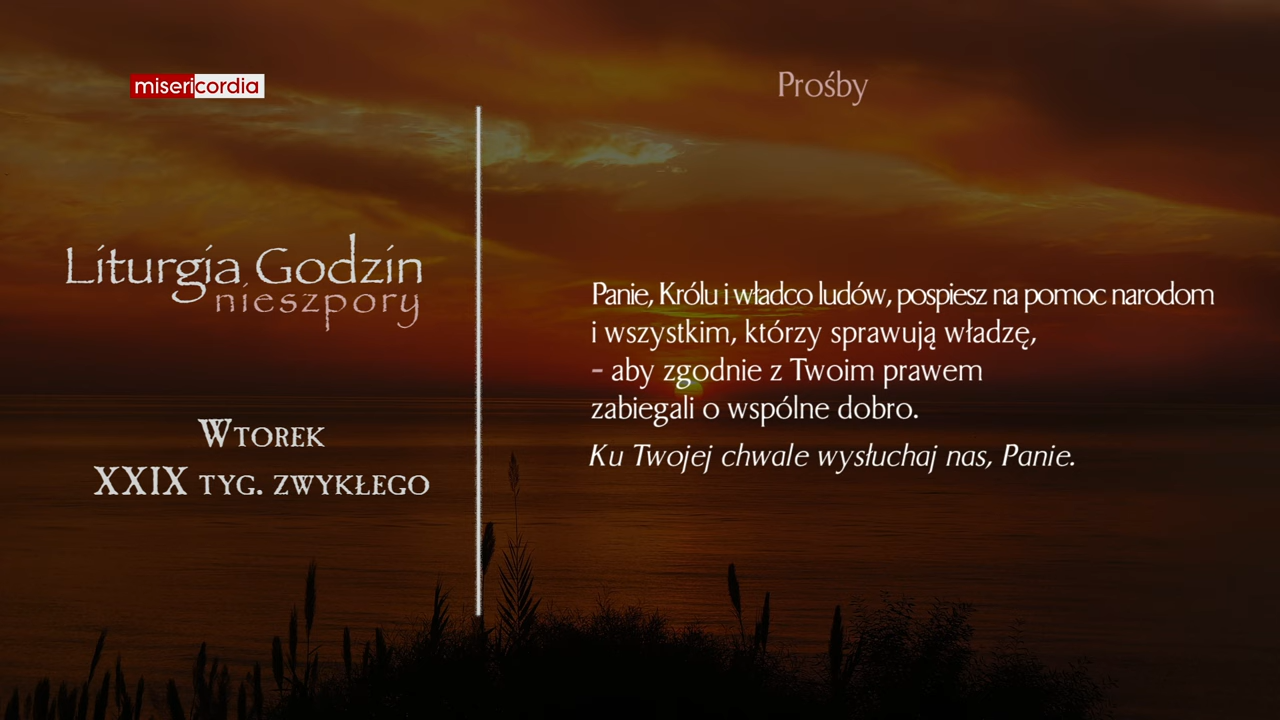 misericordia
Prośby
Liturgia Godzin
nieszpory
Wtorek
XXIX tyg. zwykłego
Panie, Królu i władco ludów, pospiesz na pomoc narodom
i wszystkim, którzy sprawują władzę,
- aby zgodnie z Twoim prawem
zabiegali o wspólne dobro.
Ku Twojej chwale wysłuchaj nas, Panie.